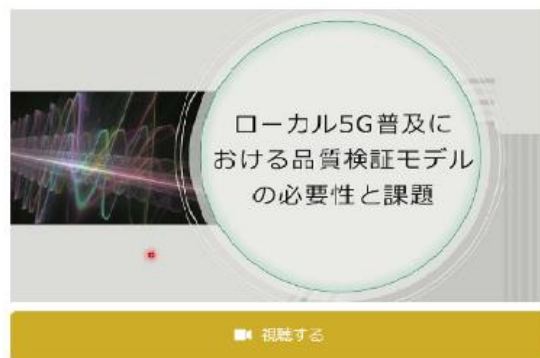 ローカル5G普及に
おける品質検証モデル
の必要性と課題
視聴する